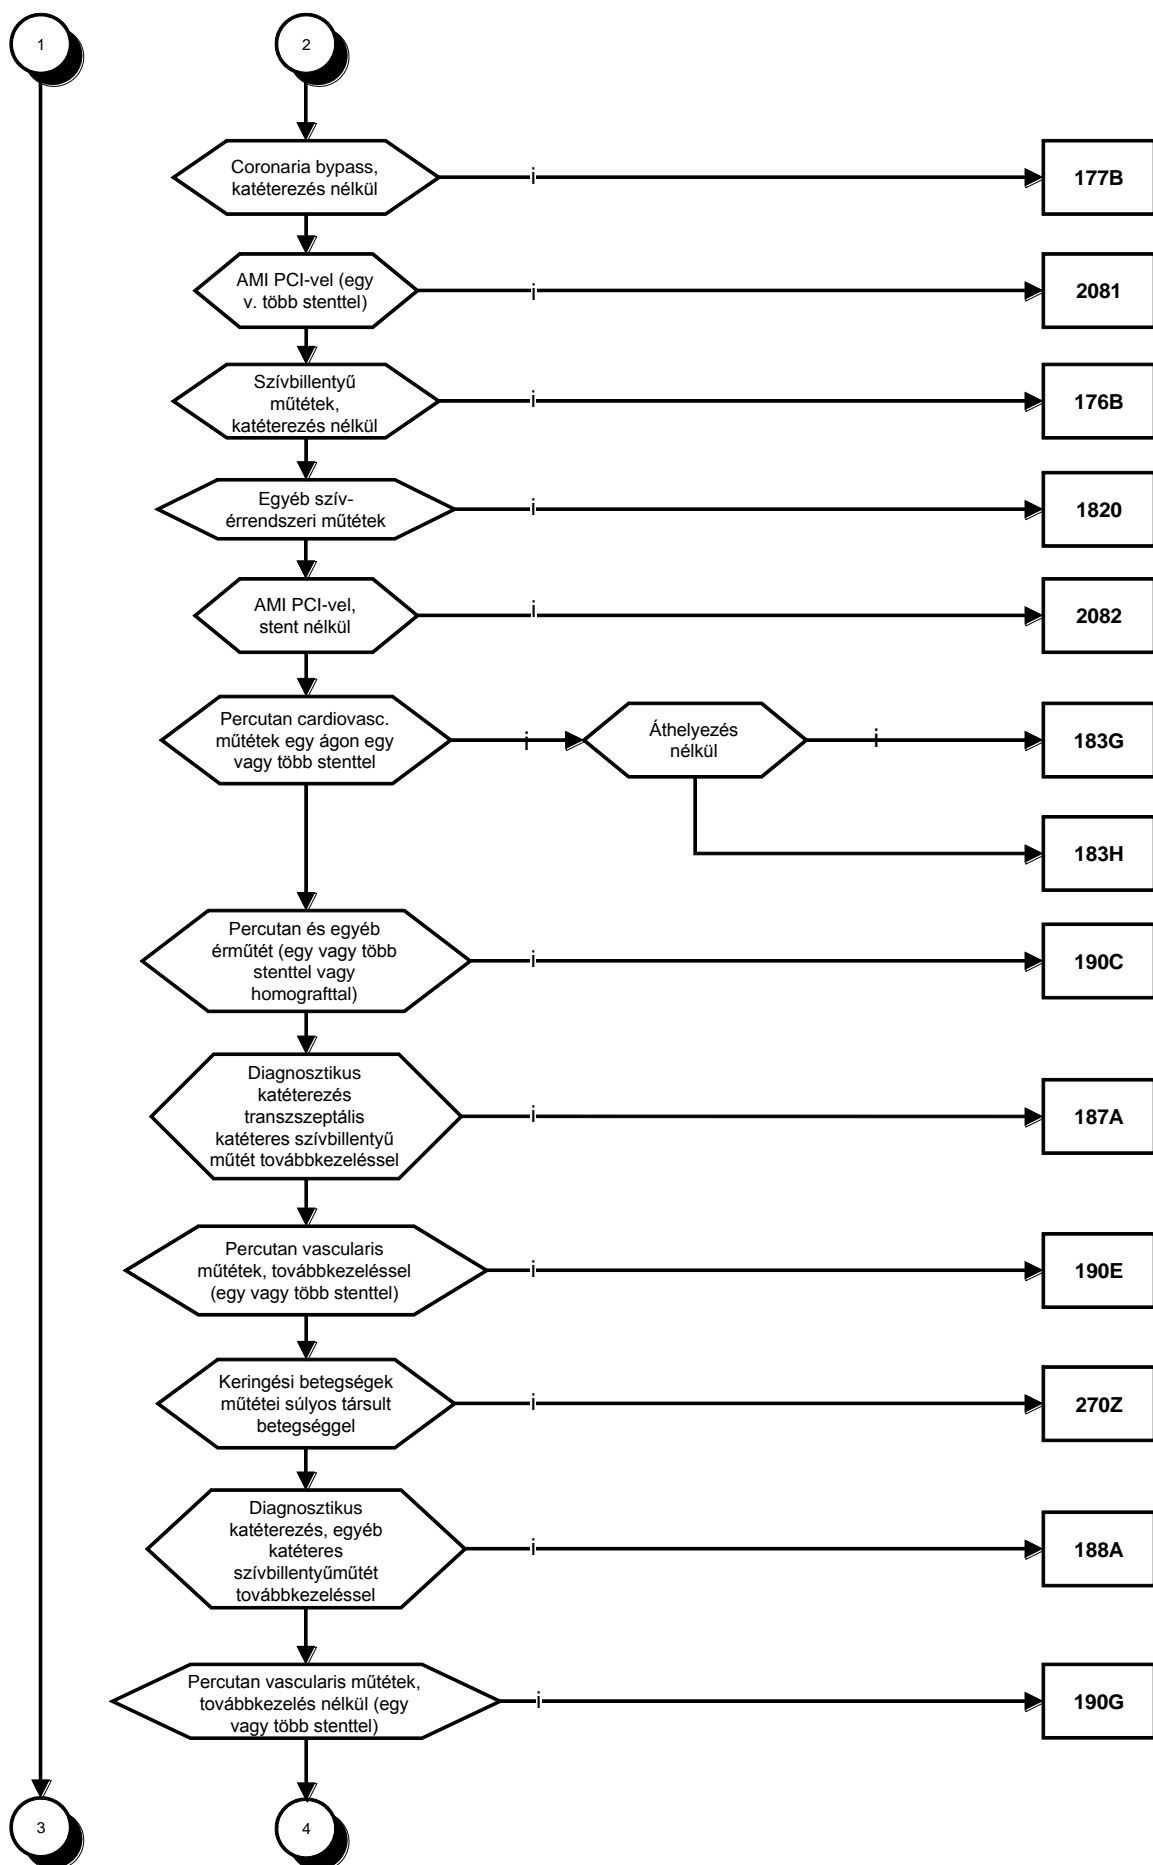 1
2
Coronaria bypass,
katéterezés nélkül
i
177B
AMI PCI-vel (egy
v. több stenttel)
i
2081
Szívbillentyű
műtétek,
katéterezés nélkül
i
176B
Egyéb szív-
érrendszeri műtétek
i
1820
AMI PCI-vel,
stent nélkül
i
2082
Percutan cardiovasc.
műtétek egy ágon egy
vagy több stenttel
i
Áthelyezés
nélkül
i
183G
183H
Percutan és egyéb
érműtét (egy vagy több
stenttel vagy
homografttal)
i
190C
Diagnosztikus
katéterezés
transzszeptális
katéteres szívbillentyű
műtét továbbkezeléssel
i
187A
Percutan vascularis
műtétek, továbbkezeléssel
(egy vagy több stenttel)
i
190E
Keringési betegségek
műtétei súlyos társult
betegséggel
i
270Z
Diagnosztikus
katéterezés, egyéb
katéteres
szívbillentyűműtét
továbbkezeléssel
i
188A
Percutan vascularis műtétek,
továbbkezelés nélkül (egy
vagy több stenttel)
i
190G
3
4